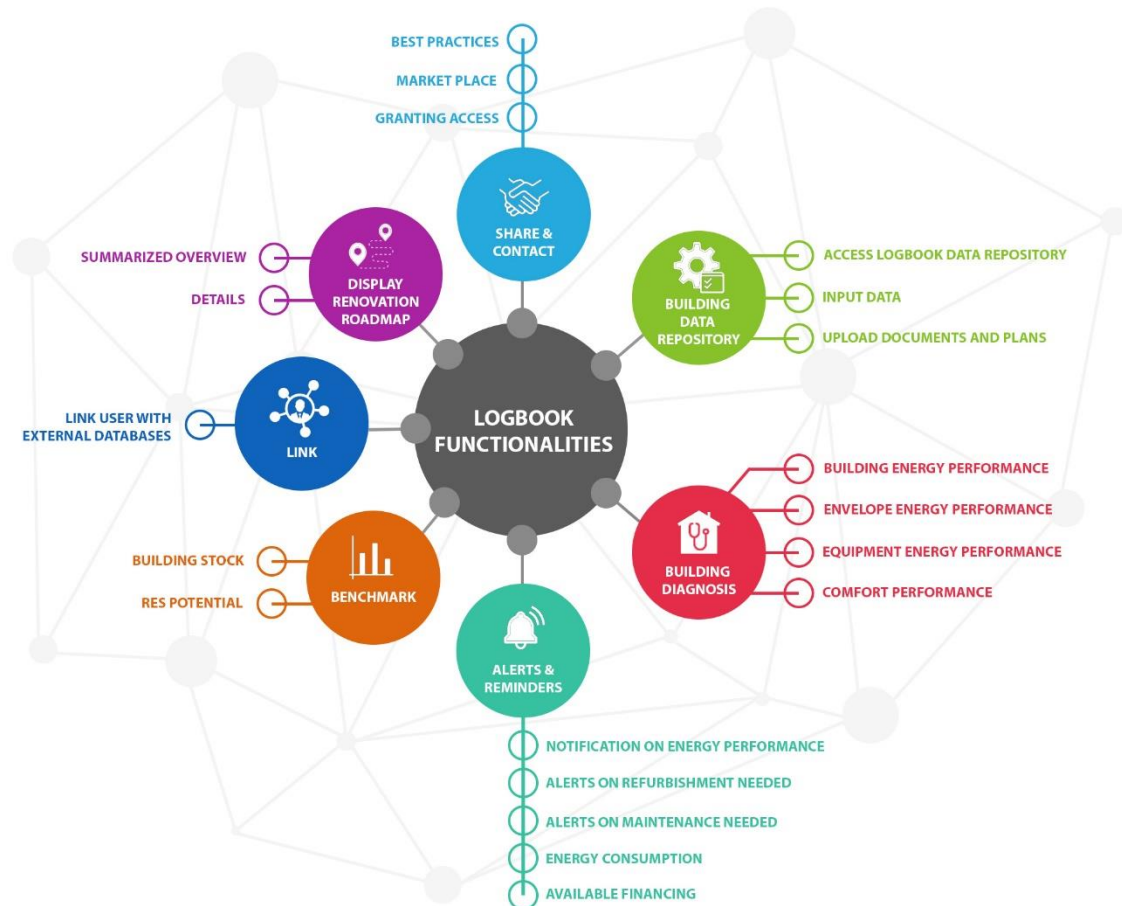 BEST PRACTICES
MARKET PLACE
GRANTING ACCESS
SHARE &
CONTACT
SUMMARIZED OVERVIEW
DETAILS
DISPLAY
RENOVATION
ROADMAP
BUILDING
DATA
REPOSITORY
ACCESS LOGBOOK DATA REPOSITORY
INPUT DATA
UPLOAD DOCUMENTS AND PLANS
LINK USER WITH
EXTERNAL DATABASES
LINK
LOGBOOK
FUNCTIONALITIES
BUILDING STOCK
RES POTENTIAL
BENCHMARK
BUILDING
DIAGNOSIS
BUILDING ENERGY PERFORMANCE
ENVELOPE ENERGY PERFORMANCE
EQUIPMENT ENERGY PERFORMANCE
COMFORT PERFORMANCE
ALERTS &
REMINDERS
NOTIFICATION ON ENERGY PERFORMANCE
ALERTS ON REFURBISHMENT NEEDED
ALERTS ON MAINTENANCE NEEDED
ENERGY CONSUMPTION
AVAILABLE FINANCING